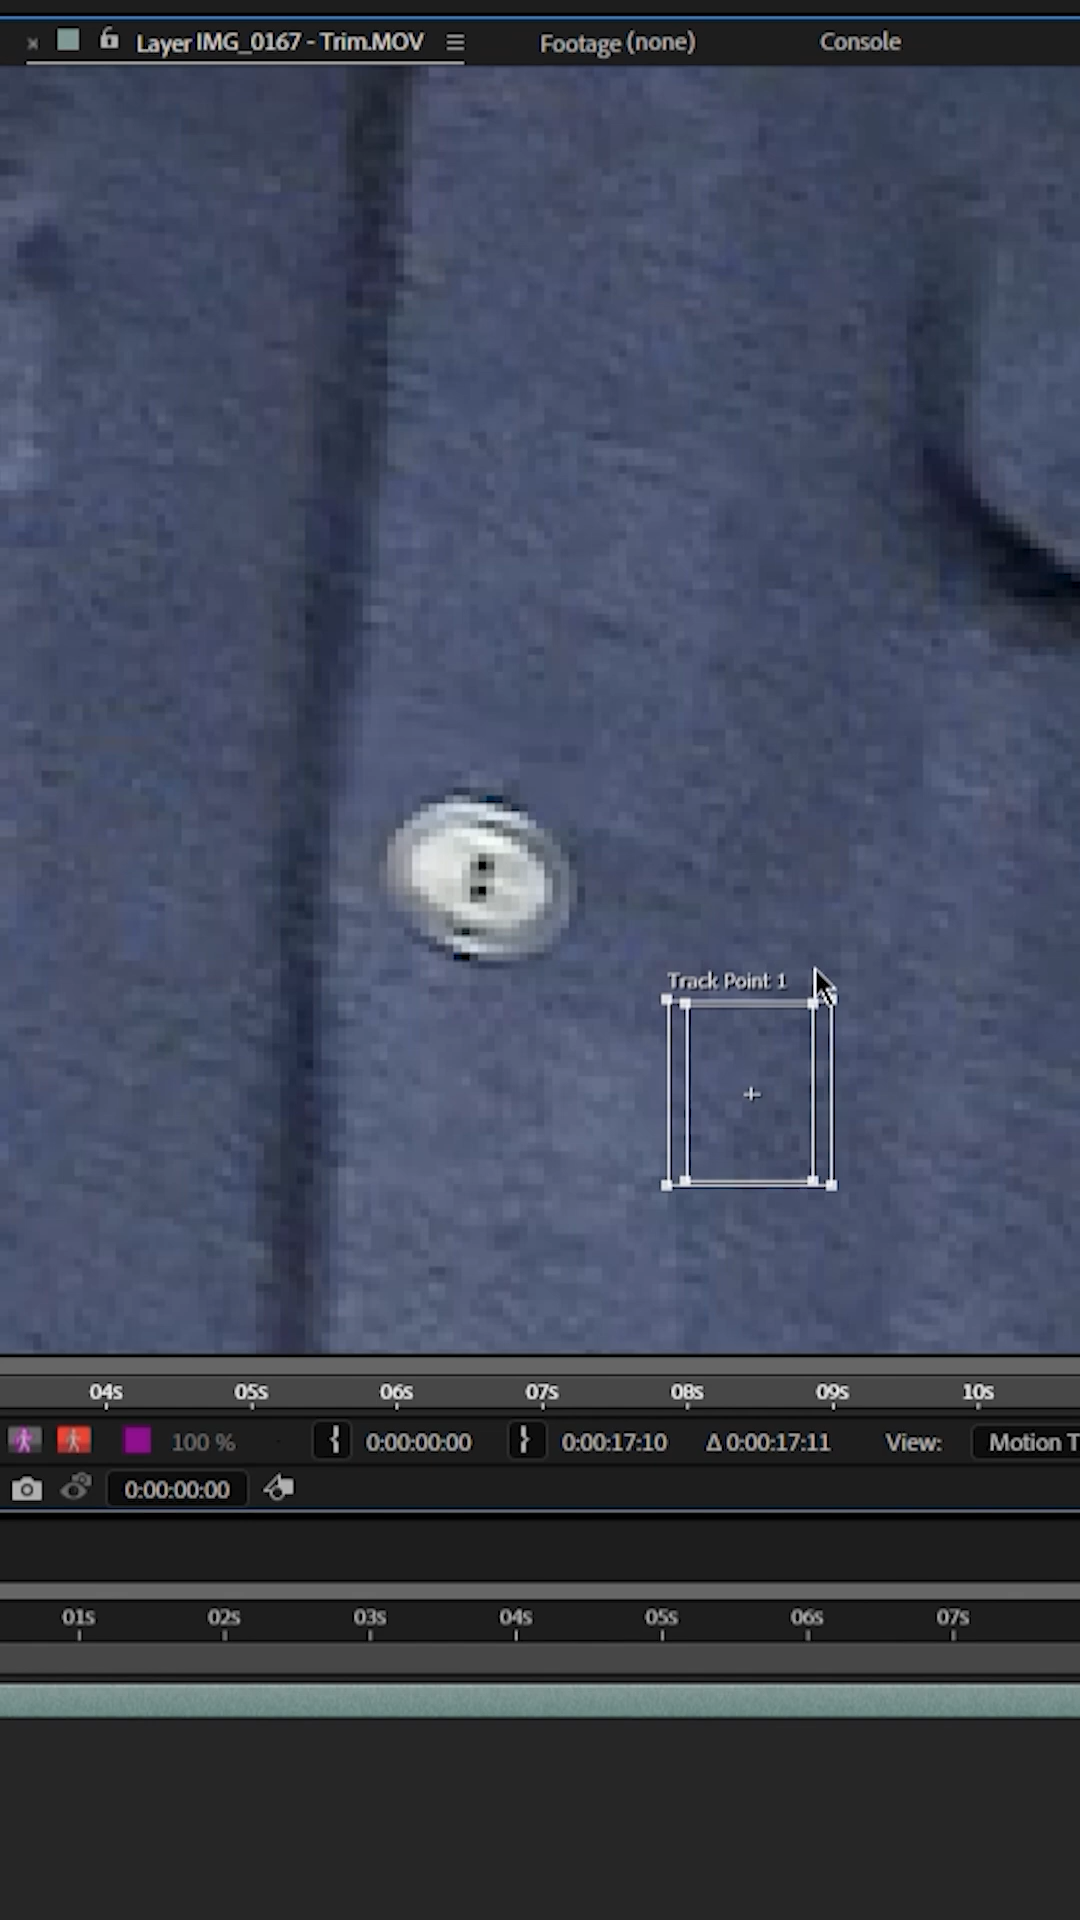 Layer IMG_0167 - Trim.MOV Footage (none) Console
Track Point 1
04s 05s 06s 07s 08s 09s 10s
100 % 0:00:00:00 0:00:17:10 Δ 0:00:17:11 View: Motion T
0:00:00:00
01s 02s 03s 04s 05s 06s 07s